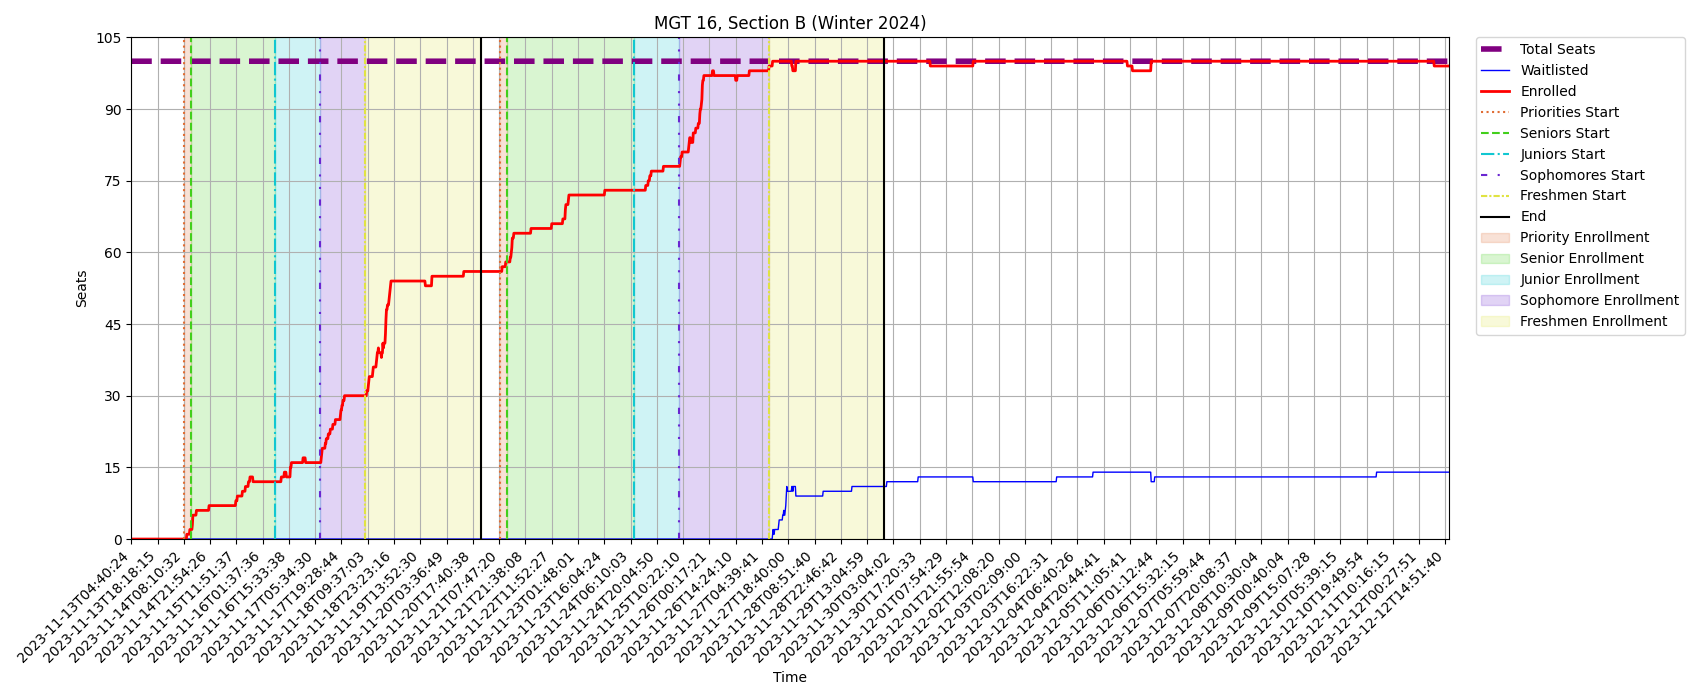 MGT 16, Section B (Winter 2024)
105
90
75
60
45
30
15
0
Seats
2023-11-13T04:40:24
2023-11-13T18:18:15
2023-11-14T08:10:32
2023-11-14T21:54:26
2023-11-15T11:51:37
2023-11-16T01:37:36
2023-11-16T15:33:38
2023-11-17T05:34:30
2023-11-17T19:28:44
2023-11-18T09:37:03
2023-11-18T23:23:16
2023-11-19T13:52:30
2023-11-20T03:36:49
2023-11-20T17:40:38
2023-11-21T07:47:20
2023-11-21T21:38:08
2023-11-22T11:52:27
2023-11-23T01:48:01
2023-11-23T16:04:24
2023-11-24T06:10:03
2023-11-24T20:04:50
2023-11-25T10:22:10
2023-11-26T00:17:21
2023-11-26T14:24:10
2023-11-27T04:39:41
2023-11-27T18:40:00
2023-11-28T08:51:40
2023-11-28T22:46:42
2023-11-29T13:04:59
2023-11-30T03:04:02
2023-11-30T17:20:33
2023-12-01T07:54:29
2023-12-01T21:55:54
2023-12-02T12:08:20
2023-12-03T02:09:00
2023-12-03T16:22:31
2023-12-04T06:40:26
2023-12-04T20:44:41
2023-12-05T11:05:41
2023-12-06T01:12:44
2023-12-06T15:32:15
2023-12-07T05:59:44
2023-12-07T20:08:37
2023-12-08T10:30:04
2023-12-09T00:40:04
2023-12-09T15:07:28
2023-12-10T05:39:15
2023-12-10T19:49:54
2023-12-11T10:16:15
2023-12-12T00:27:51
2023-12-12T14:51:40
Time
Total Seats
Waitlisted
Enrolled
Priorities Start
Seniors Start
Juniors Start
Sophomores Start
Freshmen Start
End
Priority Enrollment
Senior Enrollment
Junior Enrollment
Sophomore Enrollment
Freshmen Enrollment